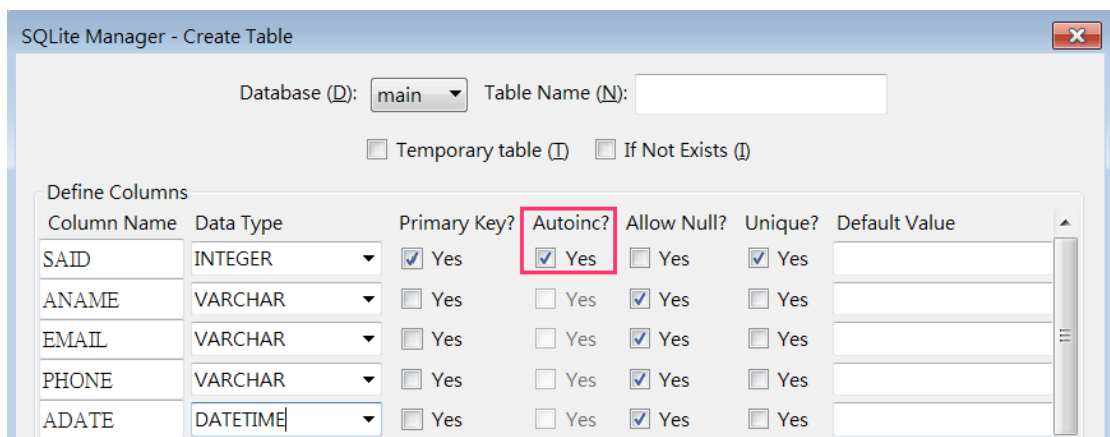 SQLite Manager - Create Table
Database (D): main Table Name (N):
Temporary table (T) If Not Exists (I)
Define Columns
Column Name Data Type Primary Key? Autoinc? Allow Null? Unique? Default Value
SAID INTEGER Yes Yes Yes Yes
ANAME VARCHAR Yes Yes Yes Yes
EMAIL VARCHAR Yes Yes Yes Yes
PHONE VARCHAR Yes Yes Yes Yes
ADATE DATETIME Yes Yes Yes Yes